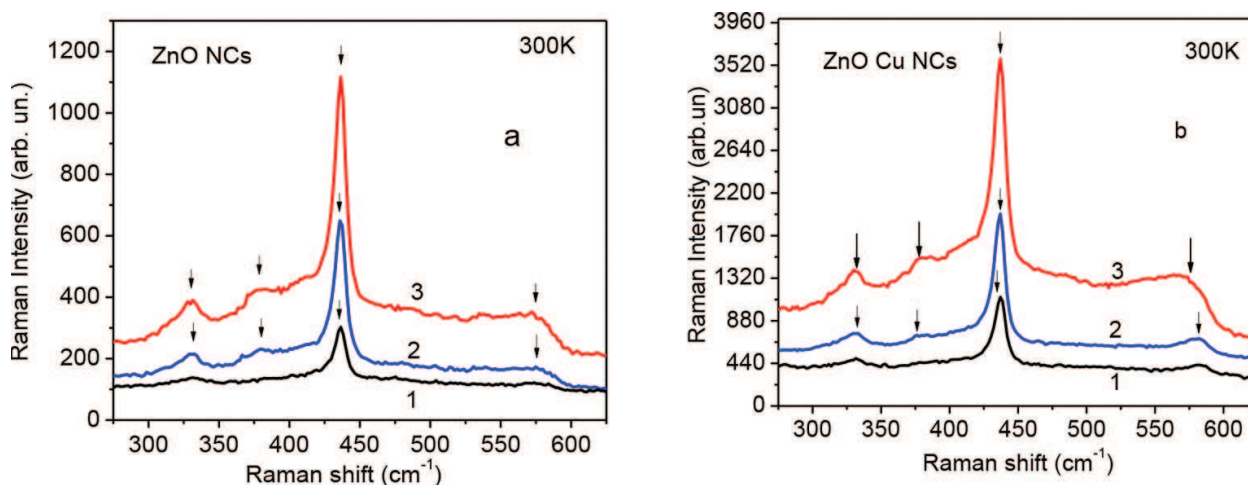 ZnO NCs
300K
a
1200
1000
800
600
400
200
0
3
2
1
300 350 400 450 500 550 600
Raman Intensity (arb. un.)
Raman shift (cm-1)
ZnO Cu NCs
300K
b
3960
3520
3080
2640
2200
1760
1320
880
440
0
3
2
1
300 350 400 450 500 550 600
Raman Intensity (arb.un)
Raman shift (cm-1)